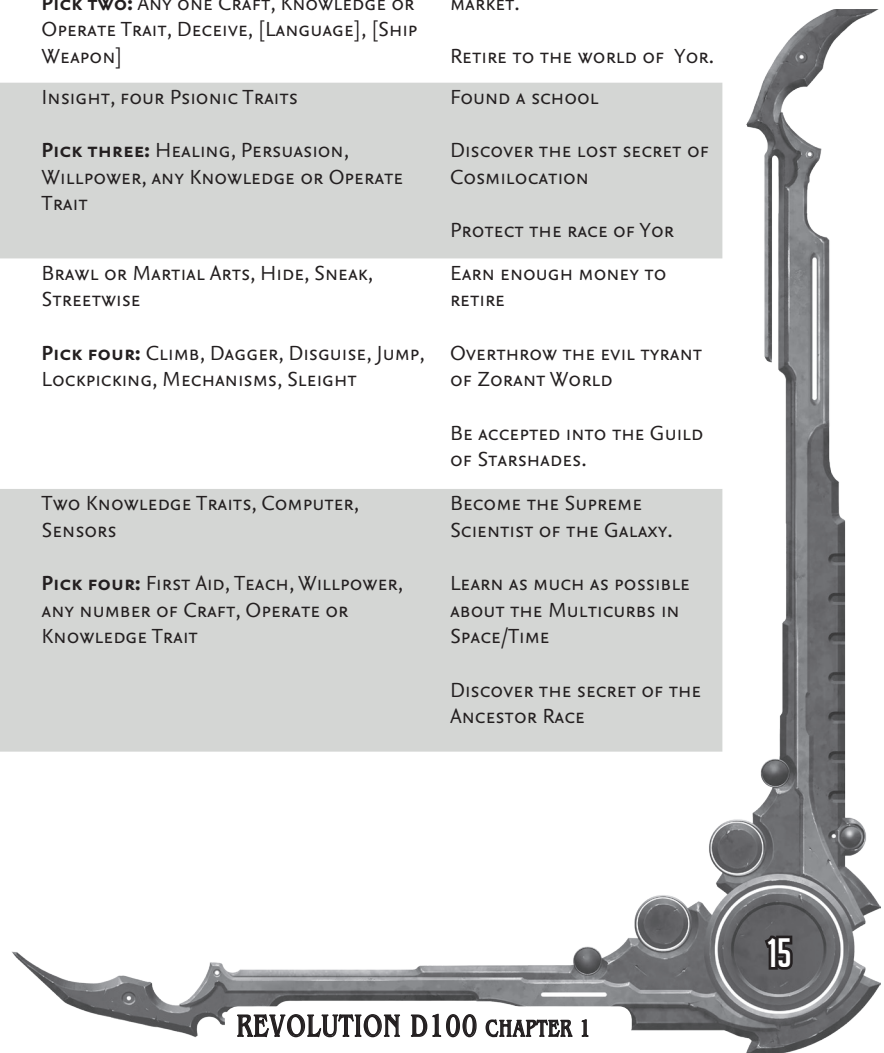 PICK TWO: ANY ONE CRAFT, KNOWLEDGE OR
OPERATE TRAIT, DECEIVE, [LANGUAGE], [SHIP
WEAPON]
MARKET.
RETIRE TO THE WORLD OF YOR.
INSIGHT, FOUR PSIONIC TRAITS
PICK THREE: HEALING, PERSUASION,
WILLPOWER, ANY KNOWLEDGE OR OPERATE
TRAIT
FOUND A SCHOOL
DISCOVER THE LOST SECRET OF
COSMILOCATION
PROTECT THE RACE OF YOR
BRAWL OR MARTIAL ARTS, HIDE, SNEAK,
STREETWISE
PICK FOUR: CLIMB, DAGGER, DISGUISE, JUMP,
LOCKPICKING, MECHANISMS, SLEIGHT
EARN ENOUGH MONEY TO
RETIRE
OVERTHROW THE EVIL TYRANT
OF ZORANT WORLD
BE ACCEPTED INTO THE GUILD
OF STARSHADES.
TWO KNOWLEDGE TRAITS, COMPUTER,
SENSORS
PICK FOUR: FIRST AID, TEACH, WILLPOWER,
ANY NUMBER OF CRAFT, OPERATE OR
KNOWLEDGE TRAIT
BECOME THE SUPREME
SCIENTIST OF THE GALAXY.
LEARN AS MUCH AS POSSIBLE
ABOUT THE MULTICURBS IN
SPACE/TIME
DISCOVER THE SECRET OF THE
ANCESTOR RACE
15
REVOLUTION D100 CHAPTER 1